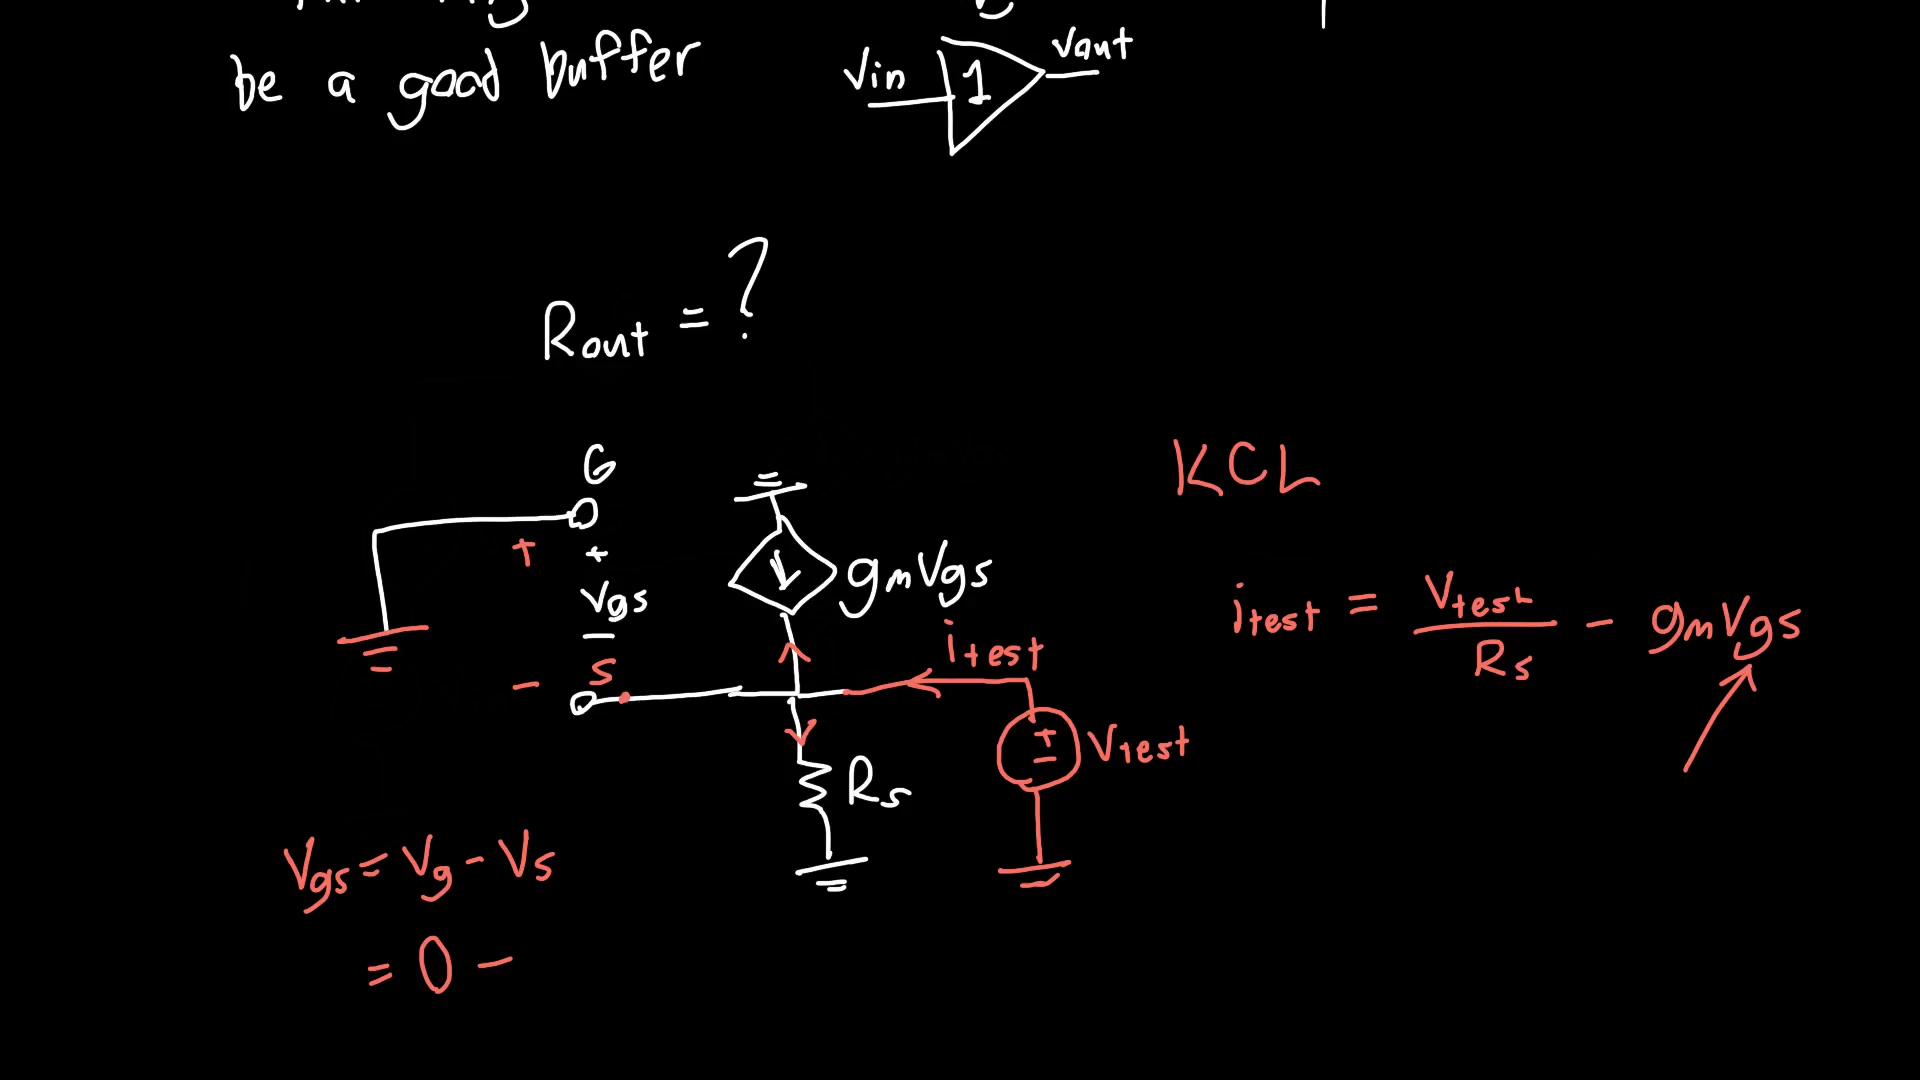 be a good buffer
Vin 1 Vout
Rout = ?
G
+
+
Vgs
gmVgs
-
S
-
itest
+
-
Vtest
Rs
KCL
itest = Vtest / Rs - gmVgs
Vgs = Vg - Vs
= 0 -